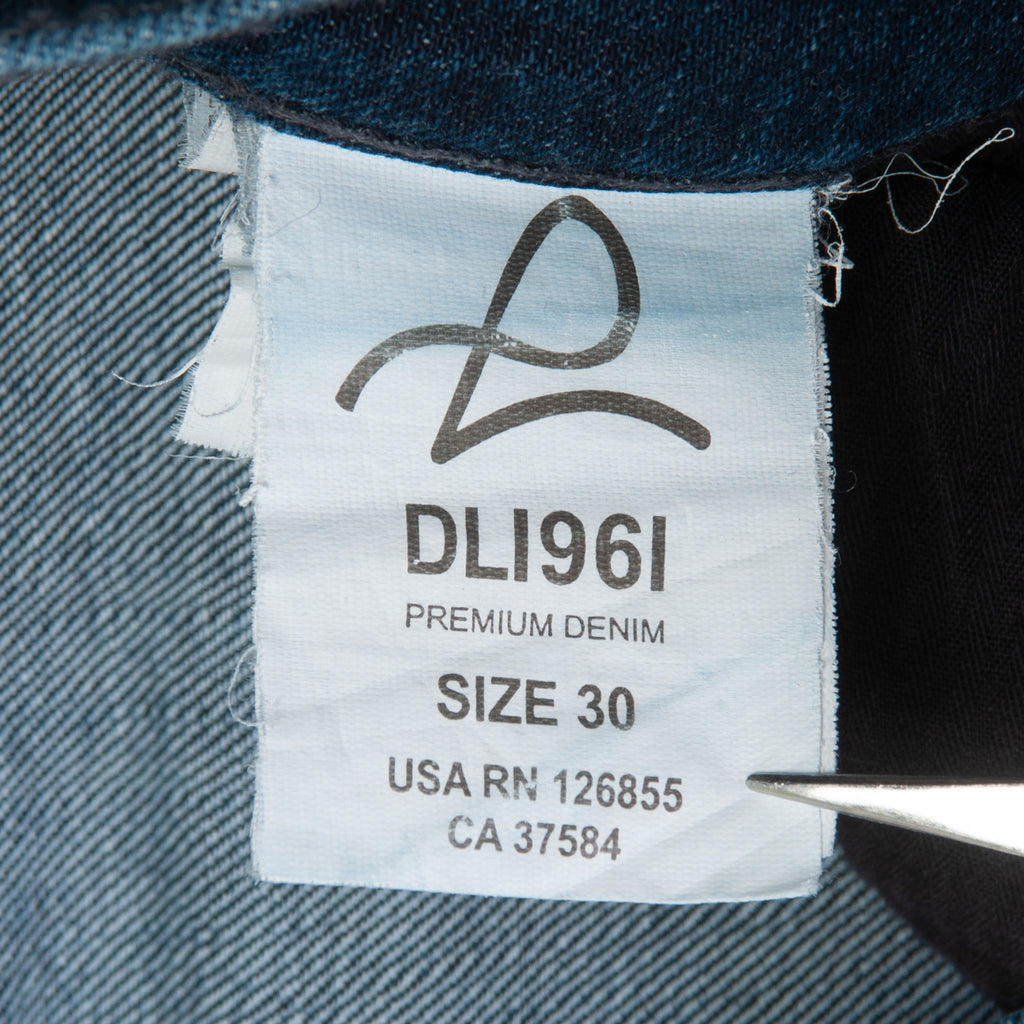 DL1961
PREMIUM DENIM
SIZE 30
USA RN 126855
CA 37584